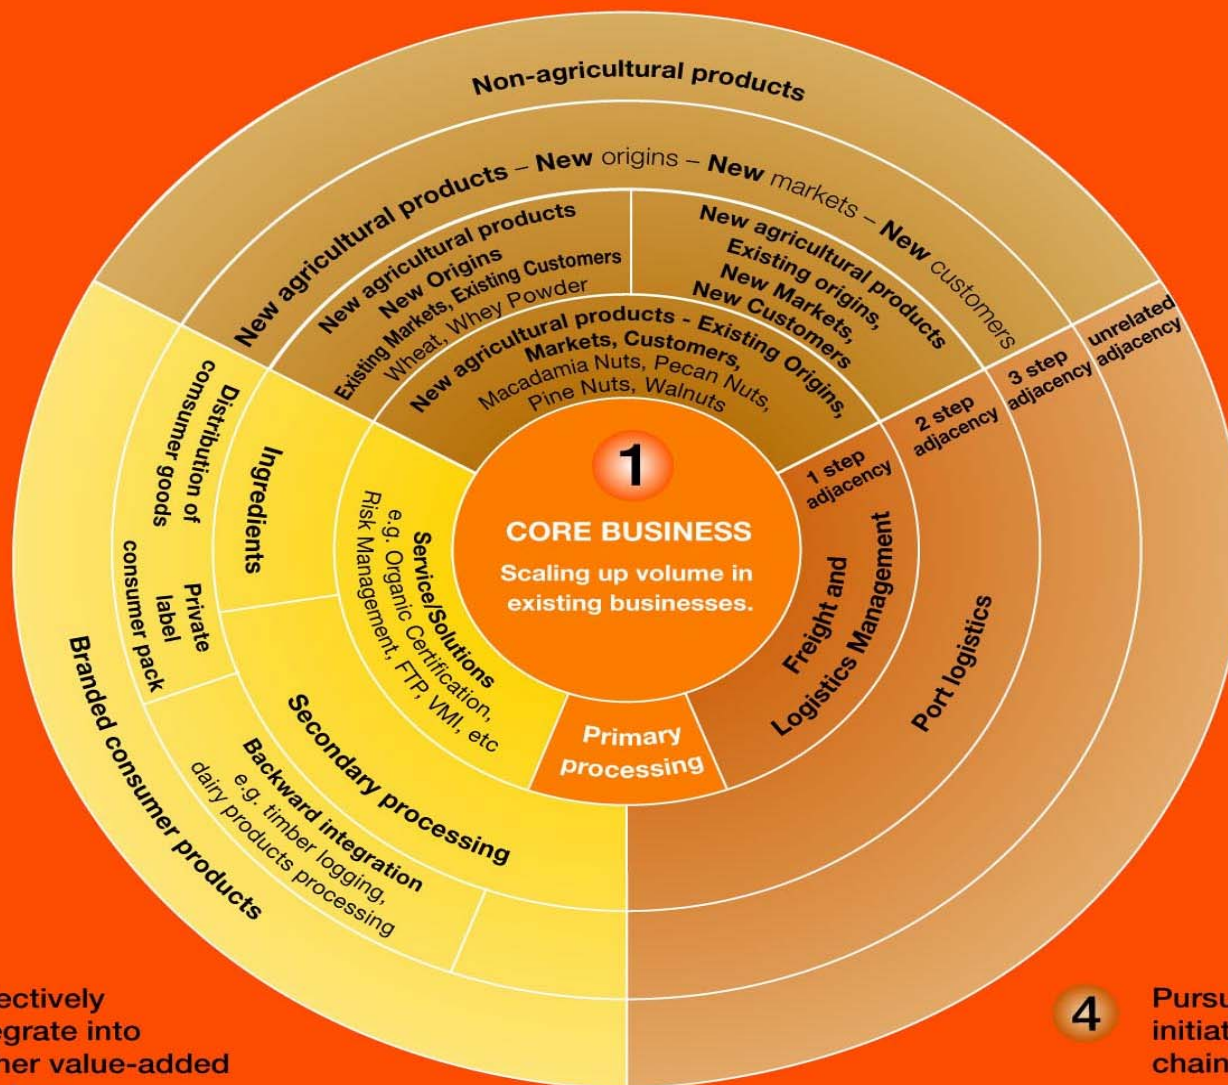 Non-agricultural products
New agricultural products – New origins – New markets – New customers
New agricultural products
New Origins
Existing Markets, Existing Customers
Wheat, Whey Powder
New agricultural products
Existing origins,
New Markets,
New Customers
New agricultural products - Existing Origins,
Markets, Customers,
Macadamia Nuts, Pecan Nuts,
Pine Nuts, Walnuts
1
CORE BUSINESS
Scaling up volume in
existing businesses.
Primary
processing
1 step
adjacency
2 step
adjacency
3 step
adjacency
unrelated
adjacency
Freight and
Logistics Management
Port logistics
Service/Solutions
e.g. Organic Certification,
Risk Management, FTP, VMI, etc
Ingredients
Secondary processing
Distribution of
comsumer goods
Private
label
consumer pack
Backward integration
e.g. timber logging,
dairy products processing
Branded consumer products
ectively
egrate into
her value-added
4
Pursu
initiat
chain